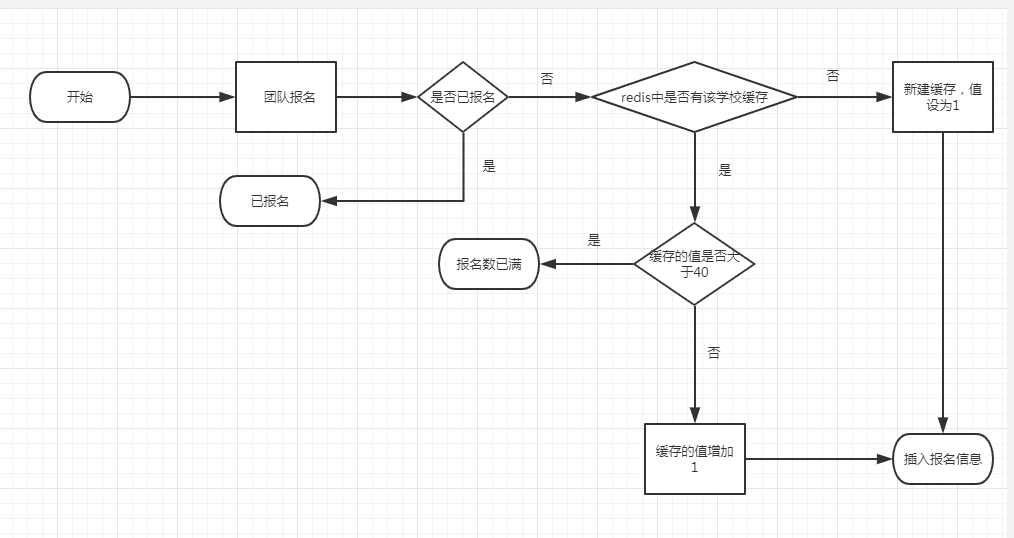 开始
团队报名
是否已报名
否
redis中是否有该学校缓存
否
新建缓存，值
设为1
是
已报名
是
是
报名数已满
缓存的值是否大
于40
否
缓存的值增加
1
插入报名信息